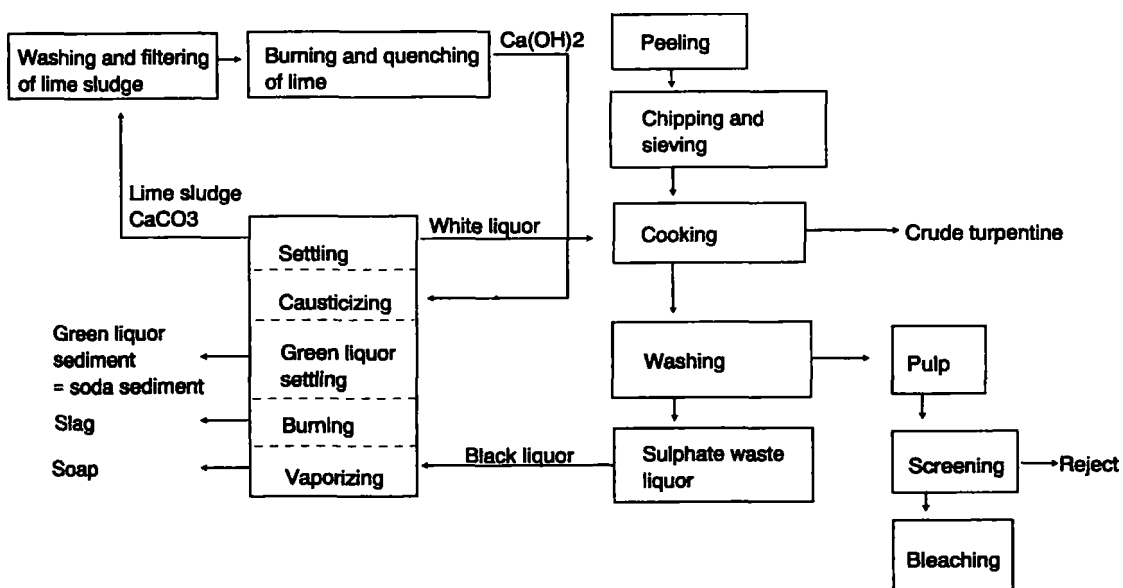 Ca(OH)2
Washing and filtering
of lime sludge
Burning and quenching
of lime
Peeling
Chipping and
sieving
Lime sludge
CaCO3
Settling
White liquor
Cooking
Crude turpentine
Causticizing
Green liquor
sediment
= soda sediment
Green liquor
settling
Washing
Pulp
Slag
Burning
Soap
Vaporizing
Black liquor
Sulphate waste
liquor
Screening
Reject
Bleaching